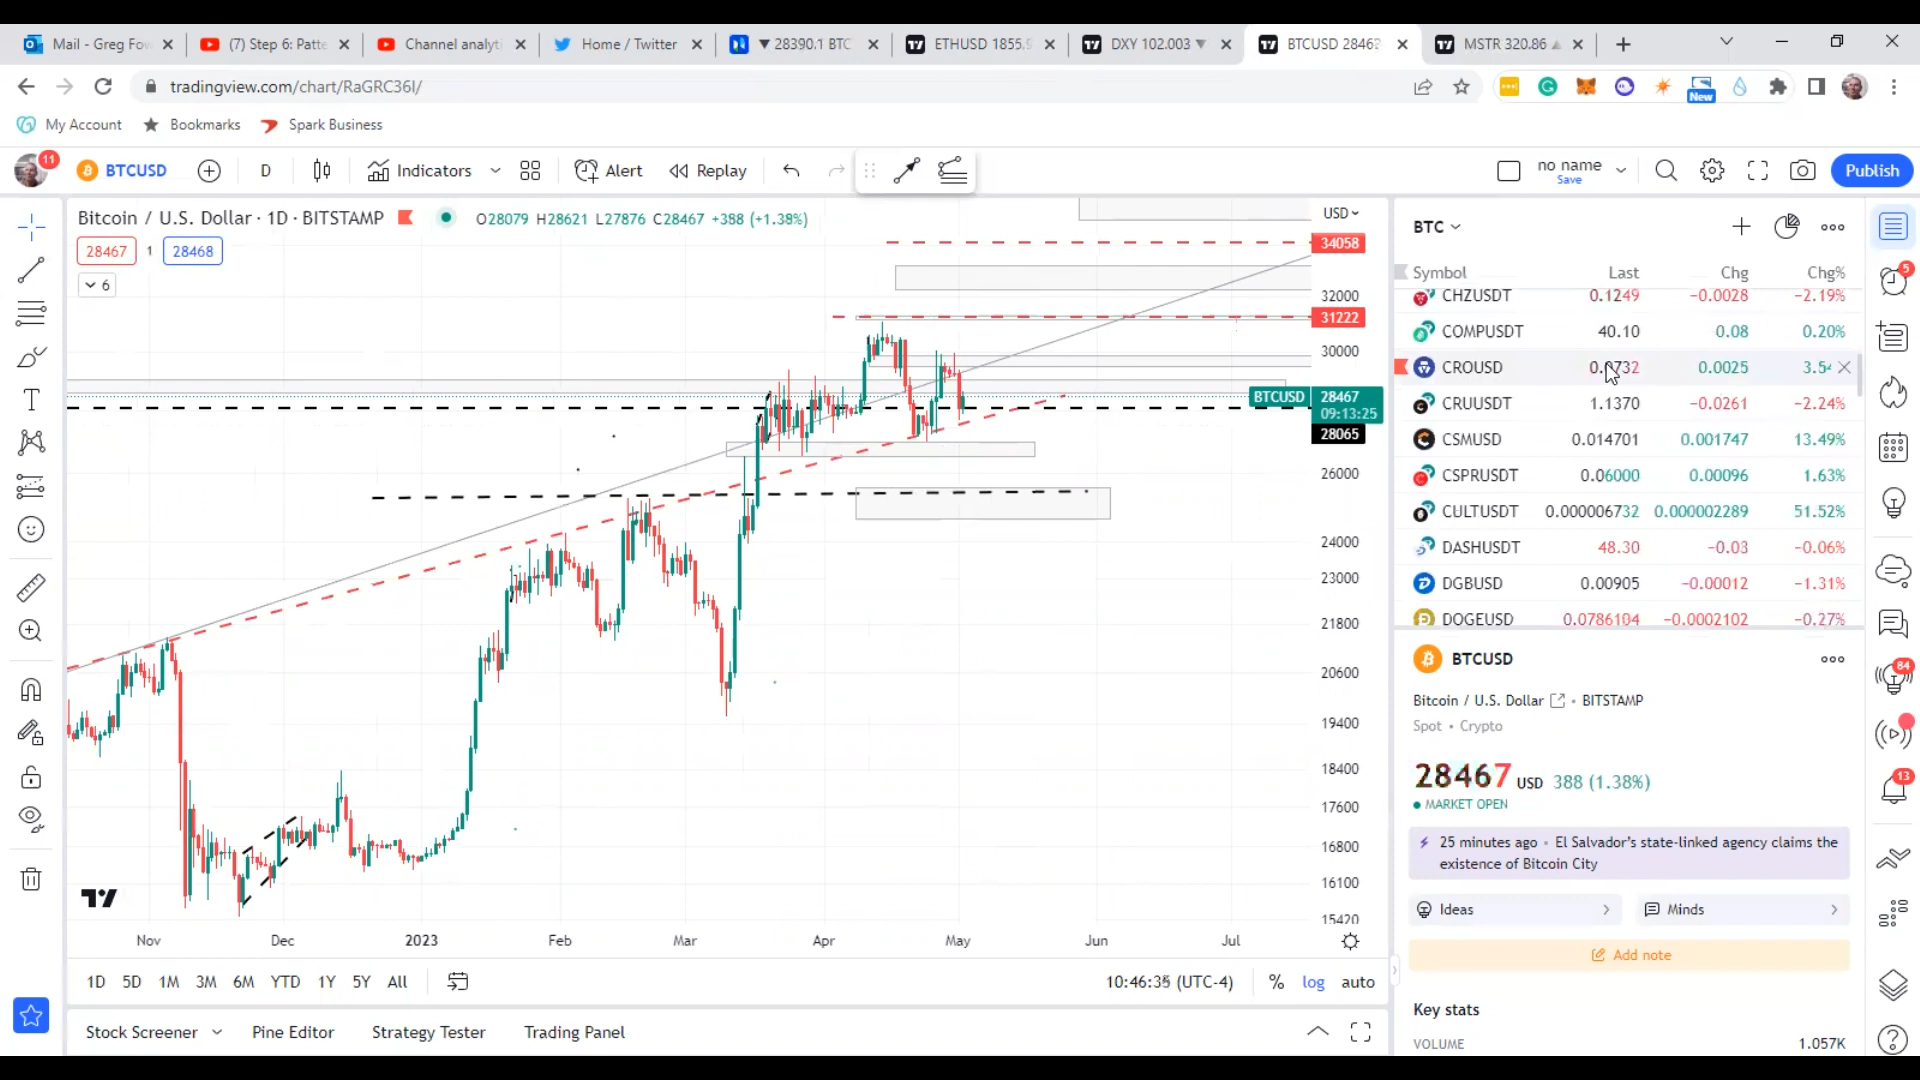 Mail - Greg Fo
(7) Step 6: Patte
Channel analyt
Home / Twitter
▼ 28390.1 BTC
ETHUSD 1855.
DXY 102.003 ▼
BTCUSD 2846
MSTR 320.86
tradingview.com/chart/RaGRC36I/
New
My Account
Bookmarks
Spark Business
11
BTCUSD
D
Indicators
Alert
Replay
no name
Save
Publish
Bitcoin / U.S. Dollar · 1D · BITSTAMP
O28079 H28621 L27876 C28467 +388 (+1.38%)
28467
1
28468
6
USD
34058
32000
31222
30000
BTCUSD
28467
09:13:25
28065
26000
24000
23000
21800
20600
19400
18400
17600
16800
16100
15420
Nov
Dec
2023
Feb
Mar
Apr
May
Jun
Jul
1D
5D
1M
3M
6M
YTD
1Y
5Y
All
10:46:35 (UTC-4)
%
log
auto
Stock Screener
Pine Editor
Strategy Tester
Trading Panel
BTC
Symbol Last Chg Chg%
CHZUSDT 0.1249 −0.0028 −2.19%
COMPUSDT 40.10 0.08 0.20%
CROUSD 0.0732 0.0025 3.54
CRUUSDT 1.1370 −0.0261 −2.24%
CSMUSD 0.014701 0.001747 13.49%
CSPRUSDT 0.06000 0.00096 1.63%
CULTUSDT 0.000006732 0.000002289 51.52%
DASHUSDT 48.30 −0.03 −0.06%
DGBUSD 0.00905 −0.00012 −1.31%
DOGEUSD 0.0786104 −0.0002102 −0.27%
BTCUSD
Bitcoin / U.S. Dollar • BITSTAMP
Spot • Crypto
28467 USD 388 (1.38%)
MARKET OPEN
25 minutes ago • El Salvador's state-linked agency claims the
existence of Bitcoin City
Ideas
Minds
Add note
Key stats
VOLUME 1.057K
5
84
13